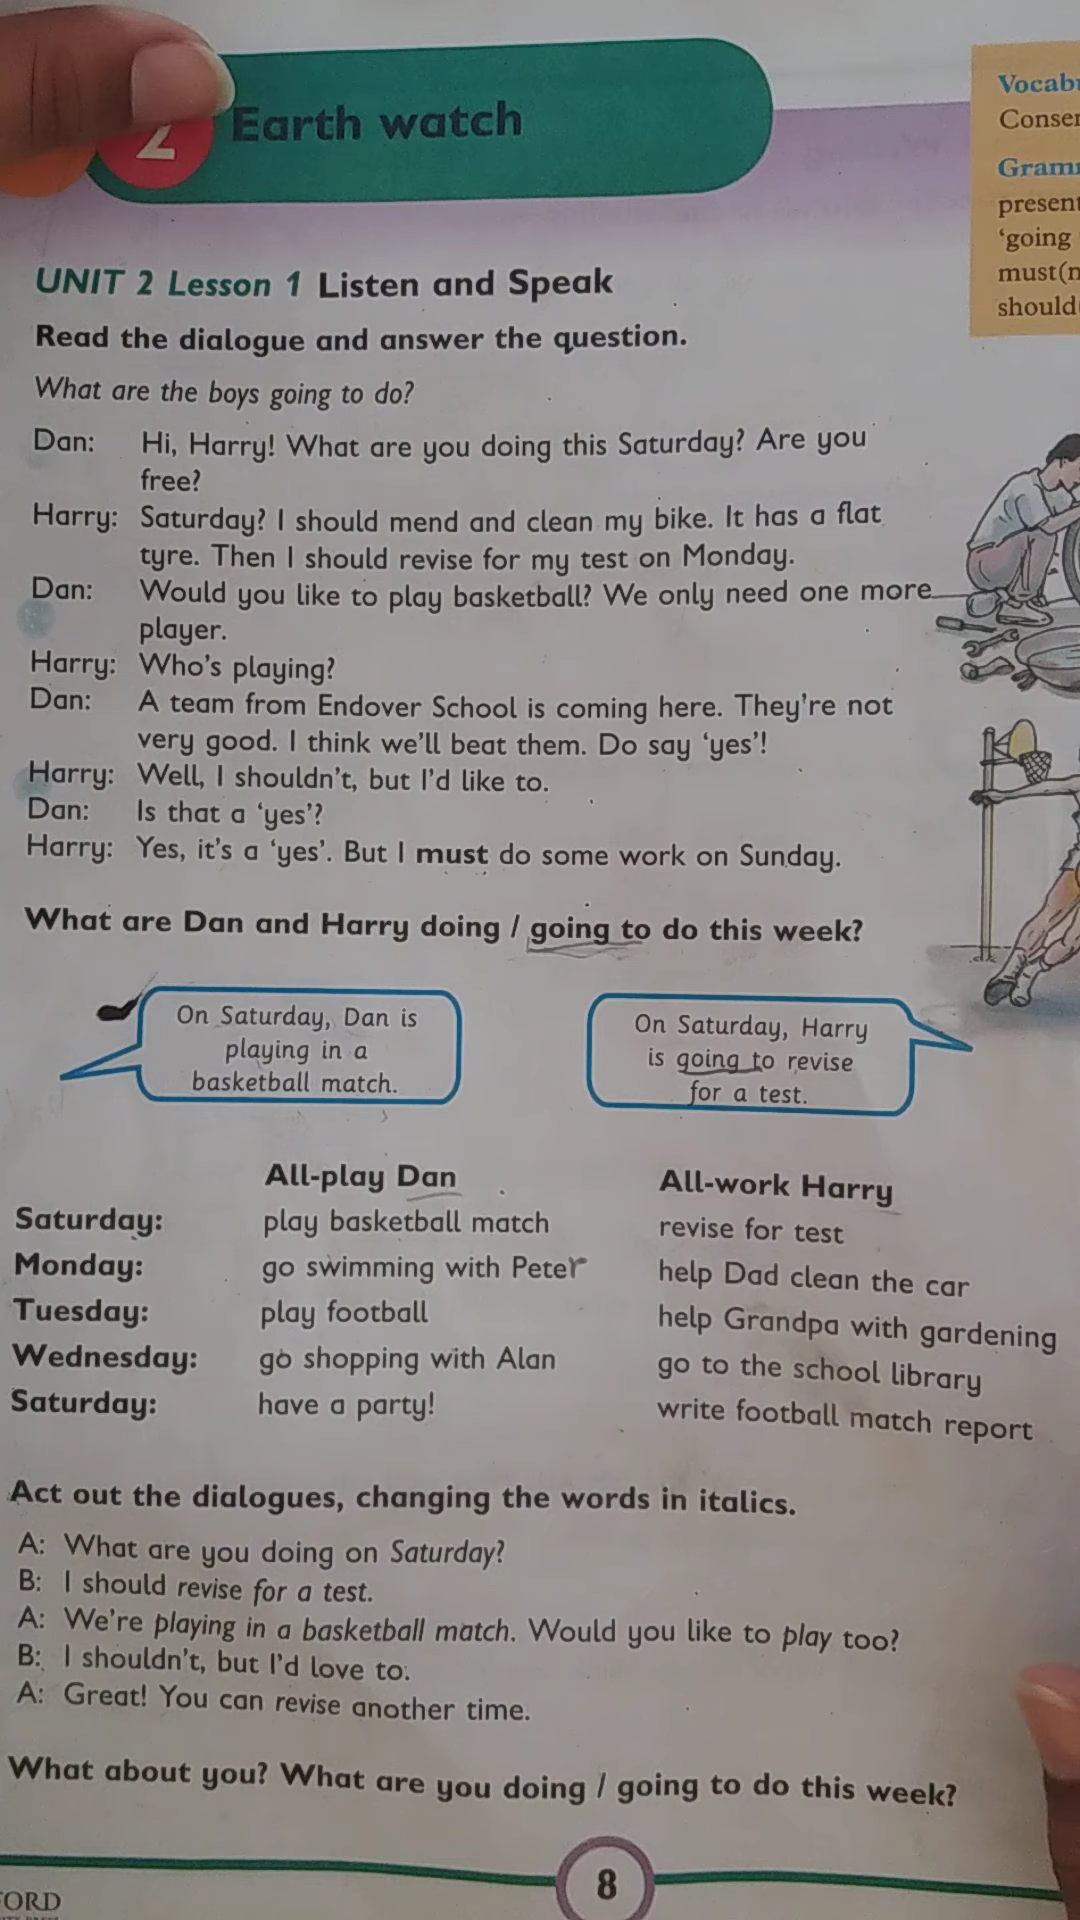 2 Earth watch
Gram
present
'going
must(n
should
UNIT 2 Lesson 1 Listen and Speak
Read the dialogue and answer the question.
What are the boys going to do?
Dan: Hi, Harry! What are you doing this Saturday? Are you
free?
Harry: Saturday? I should mend and clean my bike. It has a flat
tyre. Then I should revise for my test on Monday.
Dan: Would you like to play basketball? We only need one more
player.
Harry: Who's playing?
Dan: A team from Endover School is coming here. They're not
very good. I think we'll beat them. Do say 'yes'!
Harry: Well, I shouldn't, but I'd like to.
Dan: Is that a 'yes'?
Harry: Yes, it's a 'yes'. But I must do some work on Sunday.
What are Dan and Harry doing / going to do this week?
On Saturday, Dan is
playing in a
basketball match.
On Saturday, Harry
is going to revise
for a test.
All-play Dan All-work Harry
Saturday: play basketball match revise for test
Monday: go swimming with Peter help Dad clean the car
Tuesday: play football help Grandpa with gardening
Wednesday: go shopping with Alan go to the school library
Saturday: have a party! write football match report
Act out the dialogues, changing the words in italics.
A: What are you doing on Saturday?
B: I should revise for a test.
A: We're playing in a basketball match. Would you like to play too?
B: I shouldn't, but I'd love to.
A: Great! You can revise another time.
What about you? What are you doing / going to do this week?
8
FORD